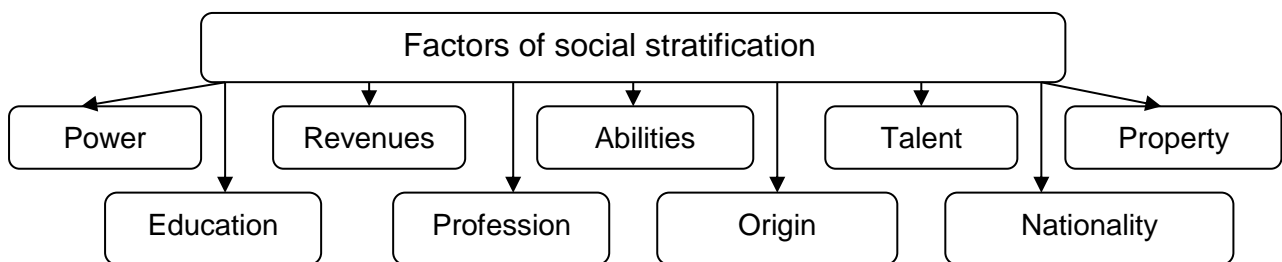 Factors of social stratification
Power
Revenues
Abilities
Talent
Property
Education
Profession
Origin
Nationality